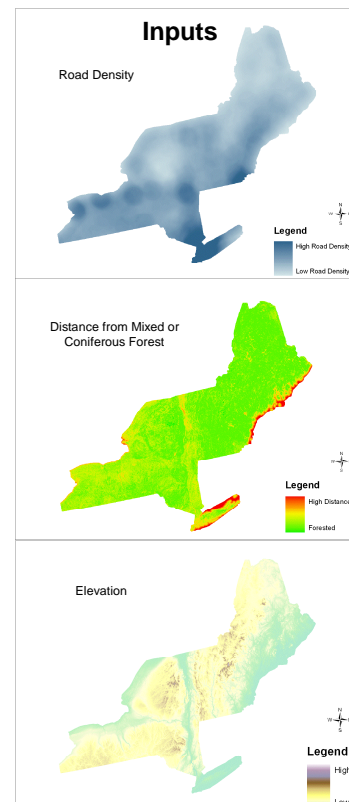 Inputs
Road Density
N
W
S
Legend
High Road Density
Low Road Density
Distance from Mixed or
Coniferous Forest
N
W
S
Legend
High Distance
Forested
Elevation
N
W
S
Legend
High